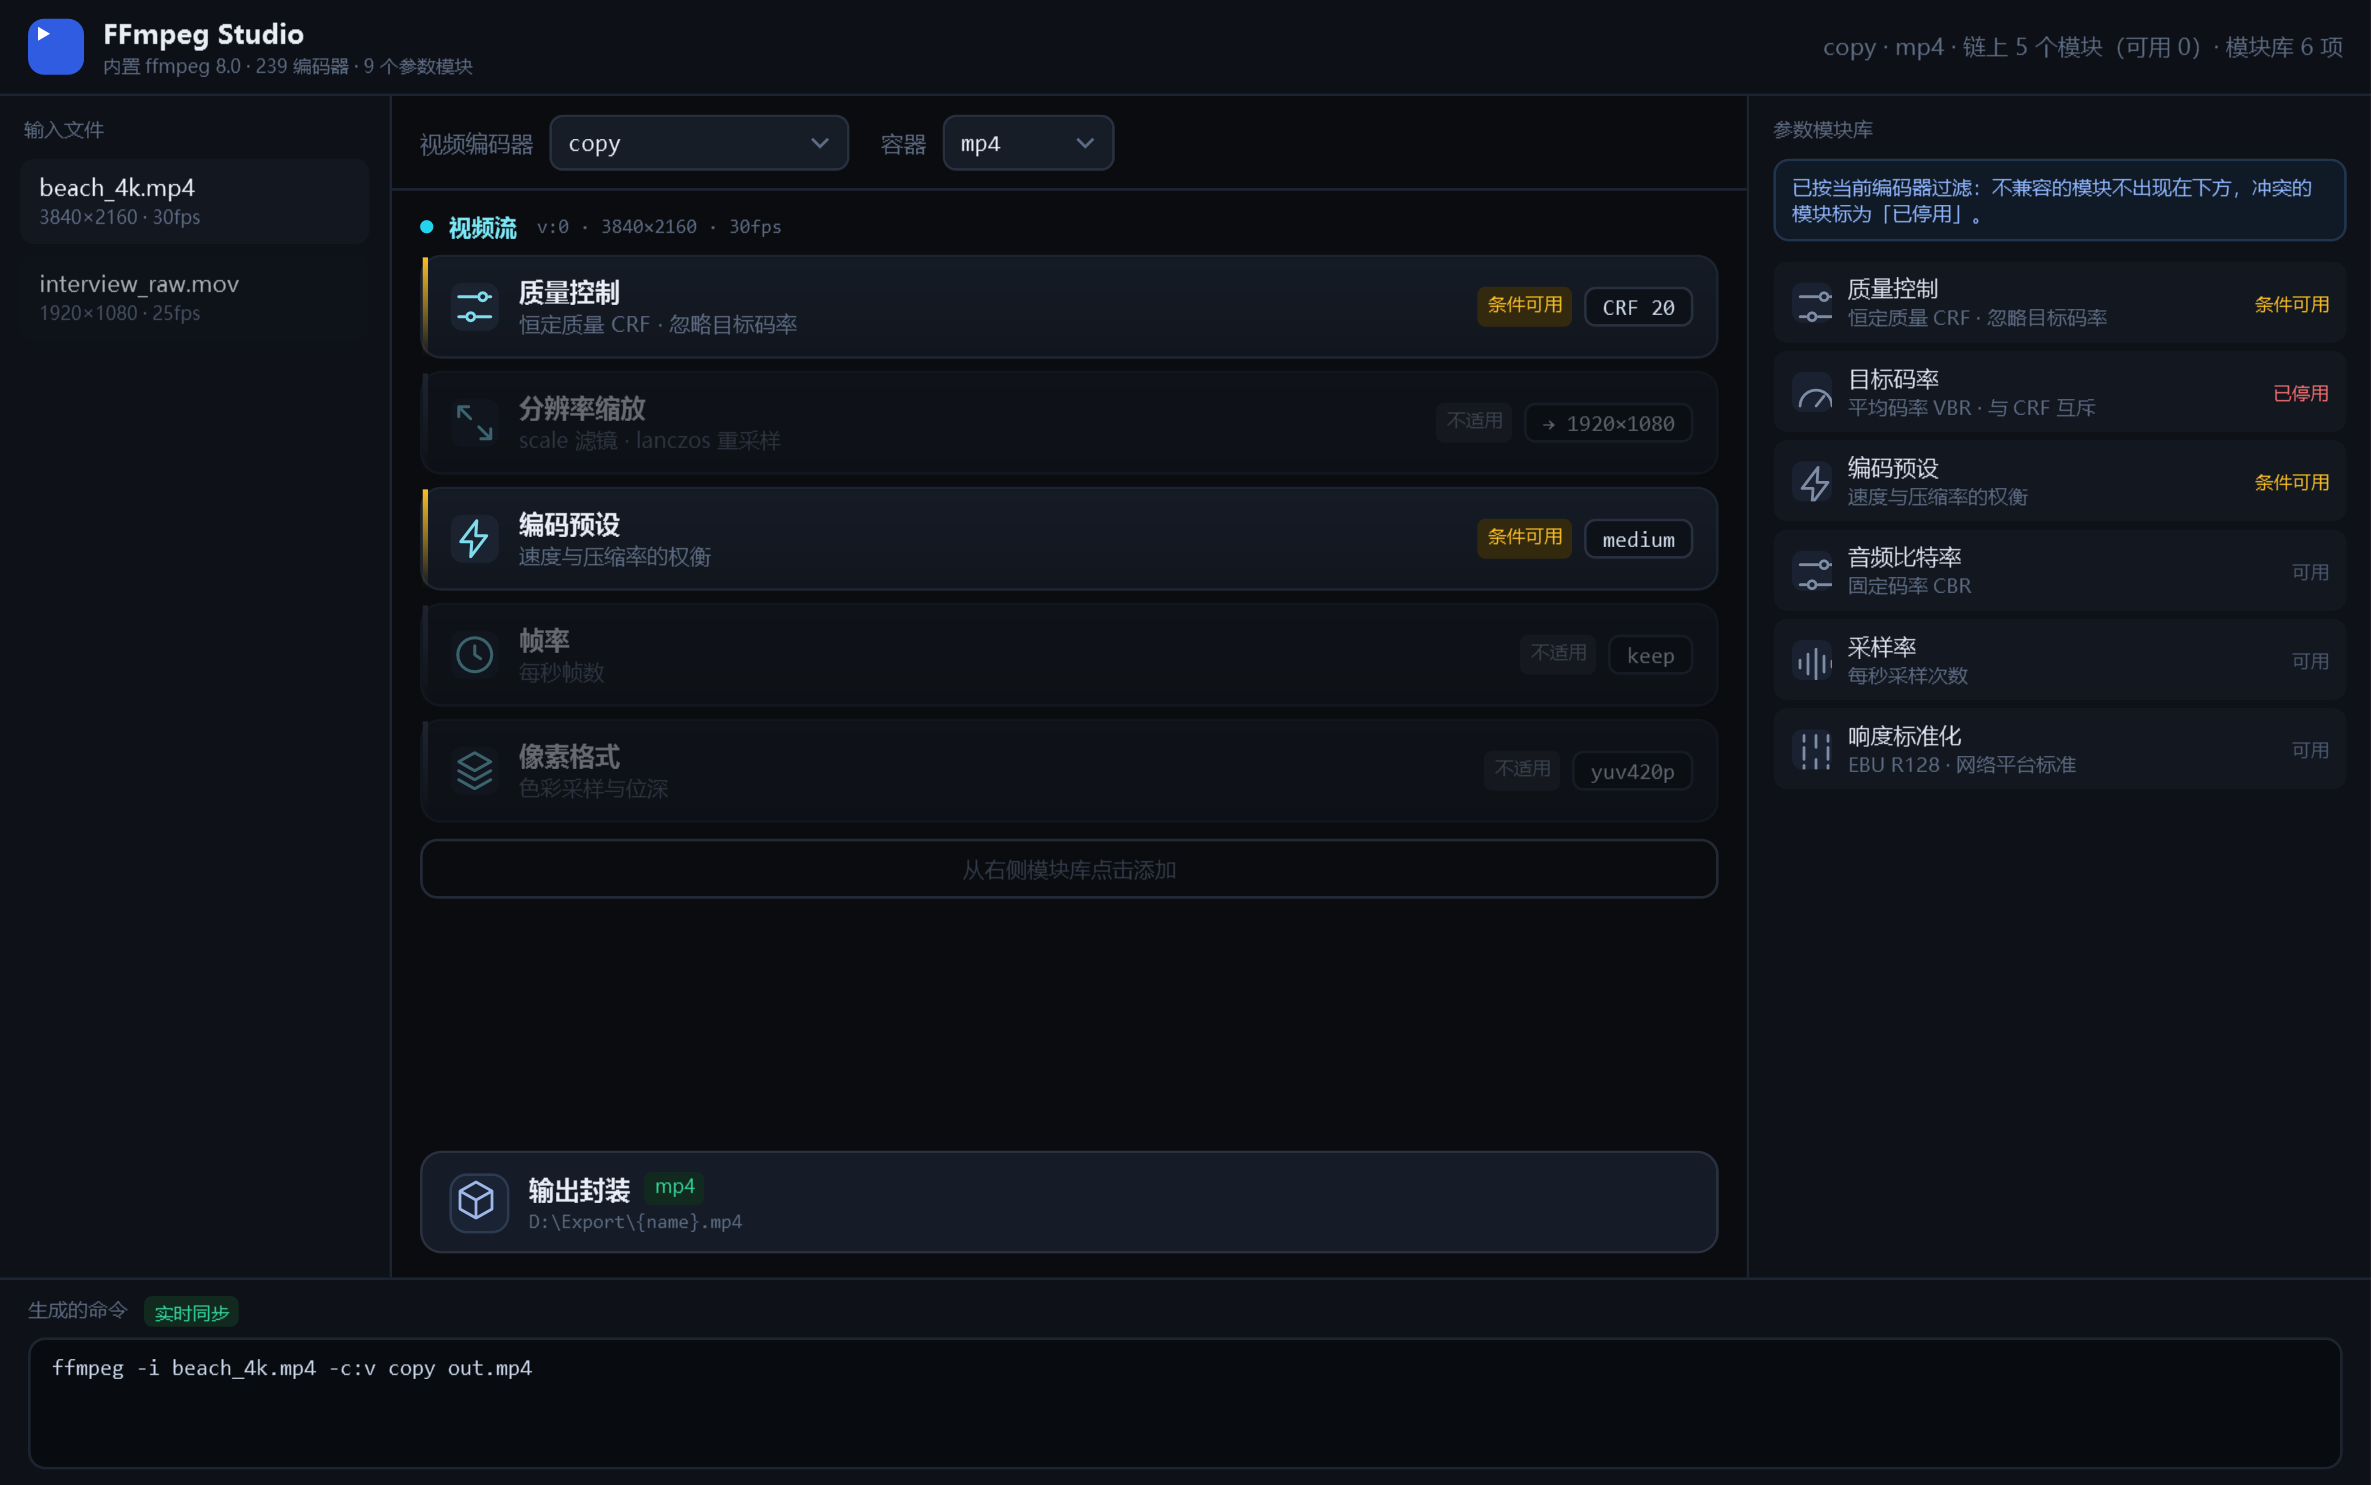 FFmpeg Studio
内置 ffmpeg 8.0 · 239 编码器 · 9 个参数模块
copy · mp4 · 链上 5 个模块（可用 0）· 模块库 6 项
输入文件
beach_4k.mp4
3840×2160 · 30fps
interview_raw.mov
1920×1080 · 25fps
视频编码器 copy 容器 mp4
视频流 v:0 · 3840×2160 · 30fps
质量控制
恒定质量 CRF · 忽略目标码率
条件可用 CRF 20
分辨率缩放
scale 滤镜 · lanczos 重采样
不适用 → 1920×1080
编码预设
速度与压缩率的权衡
条件可用 medium
帧率
每秒帧数
不适用 keep
像素格式
色彩采样与位深
不适用 yuv420p
从右侧模块库点击添加
输出封装 mp4
D:\Export\{name}.mp4
参数模块库
已按当前编码器过滤：不兼容的模块不出现在下方，冲突的
模块标为「已停用」。
质量控制
恒定质量 CRF · 忽略目标码率
条件可用
目标码率
平均码率 VBR · 与 CRF 互斥
已停用
编码预设
速度与压缩率的权衡
条件可用
音频比特率
固定码率 CBR
可用
采样率
每秒采样次数
可用
响度标准化
EBU R128 · 网络平台标准
可用
生成的命令 实时同步
ffmpeg -i beach_4k.mp4 -c:v copy out.mp4